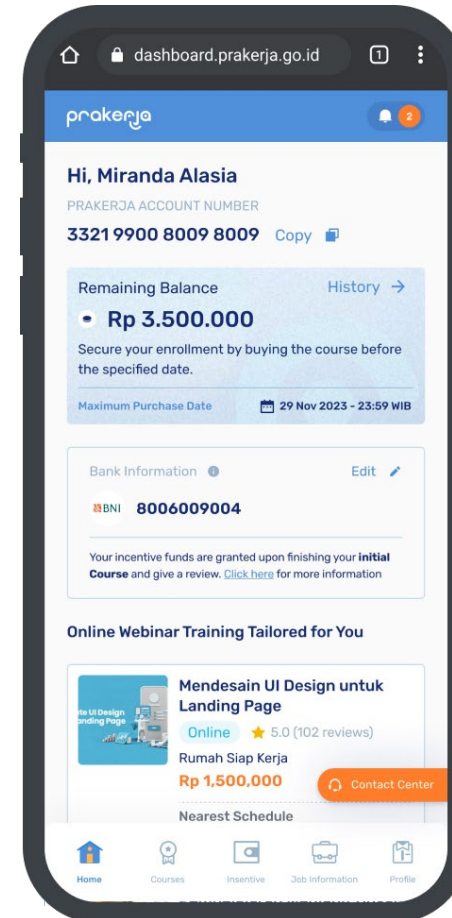 dashboard.prakerja.go.id 1
prakerja 2
Hi, Miranda Alasia
PRAKERJA ACCOUNT NUMBER
3321 9900 8009 8009 Copy
Remaining Balance History →
Rp 3.500.000
Secure your enrollment by buying the course before
the specified date.
Maximum Purchase Date 29 Nov 2023 - 23:59 WIB
Bank Information Edit
BNI 8006009004
Your incentive funds are granted upon finishing your initial
Course and give a review. Click here for more information
Online Webinar Training Tailored for You
Mendesain UI Design untuk
Landing Page
te UI Design
anding Page
Online 5.0 (102 reviews)
Rumah Siap Kerja
Rp 1,500,000
Contact Center
Nearest Schedule
Home Courses Insentive Job Information Profile